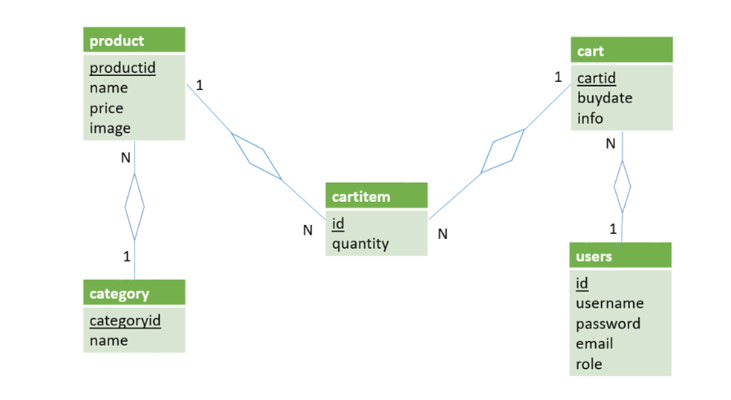 product
productid
name
price
image
1
N
1
category
categoryid
name
N
cartitem
id
quantity
N
1
cart
cartid
buydate
info
N
1
users
id
username
password
email
role